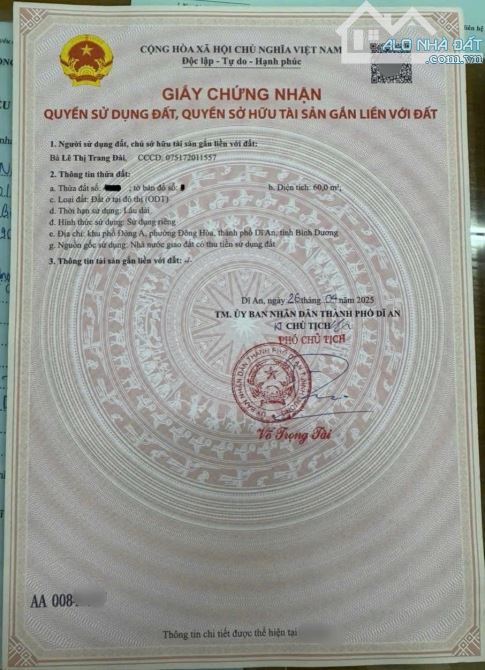 ALO NHÀ ĐẤT
.com.vn
CỘNG HÒA XÃ HỘI CHỦ NGHĨA VIỆT NAM
Độc lập - Tự do - Hạnh phúc
GIẤY CHỨNG NHẬN
QUYỀN SỬ DỤNG ĐẤT, QUYỀN SỞ HỮU TÀI SẢN GẮN LIỀN VỚI ĐẤT
1. Người sử dụng đất, chủ sở hữu tài sản gắn liền với đất:
Bà Lê Thị Trang Đài, CCCD: 075172011557
2. Thông tin thửa đất:
a. Thửa đất số: ; tờ bản đồ số: b. Diện tích: 60,0 m²;
c. Loại đất: Đất ở tại đô thị (ODT)
d. Thời hạn sử dụng: Lâu dài
đ. Hình thức sử dụng: Sử dụng riêng
e. Địa chỉ: khu phố Đông A, phường Đông Hòa, thành phố Dĩ An, tỉnh Bình Dương
g. Nguồn gốc sử dụng: Nhà nước giao đất có thu tiền sử dụng đất
3. Thông tin tài sản gắn liền với đất: -/-
Dĩ An, ngày 26 tháng 04 năm 2025
TM. ỦY BAN NHÂN DÂN THÀNH PHỐ DĨ AN
CHỦ TỊCH
PHÓ CHỦ TỊCH
Võ Trọng Tài
AA 008
Thông tin chi tiết được thể hiện tại